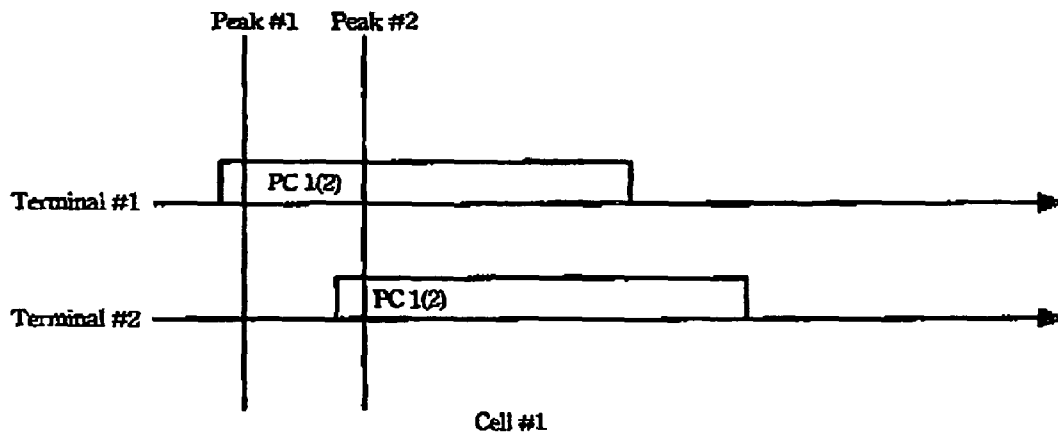 Peak #1 Peak #2
PC 1(2)
Terminal #1
PC 1(2)
Terminal #2
Cell #1